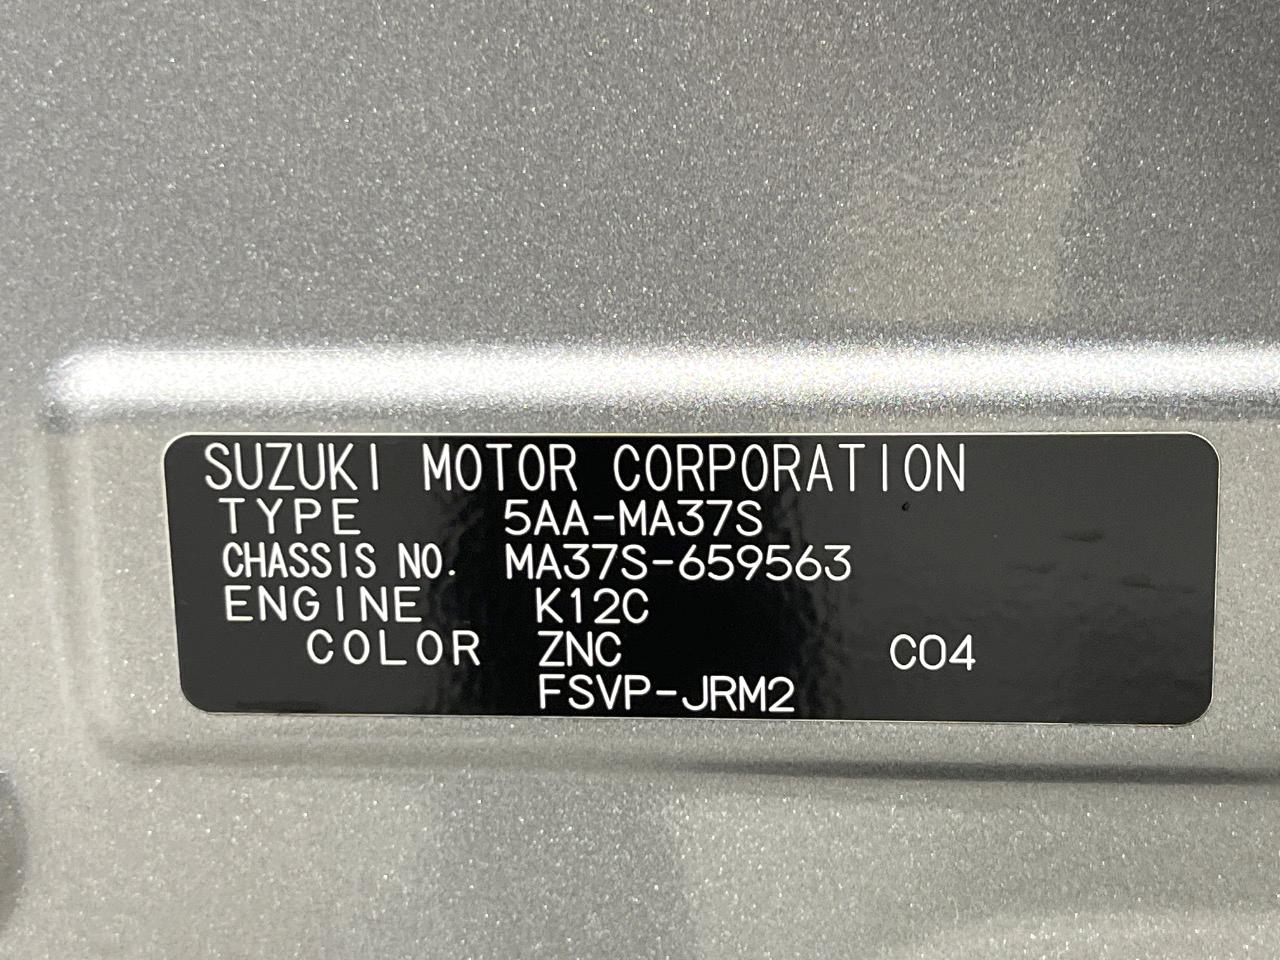 SUZUKI MOTOR CORPORATION
TYPE 5AA-MA37S
CHASSIS NO. MA37S-659563
ENGINE K12C
COLOR ZNC C04
FSVP-JRM2